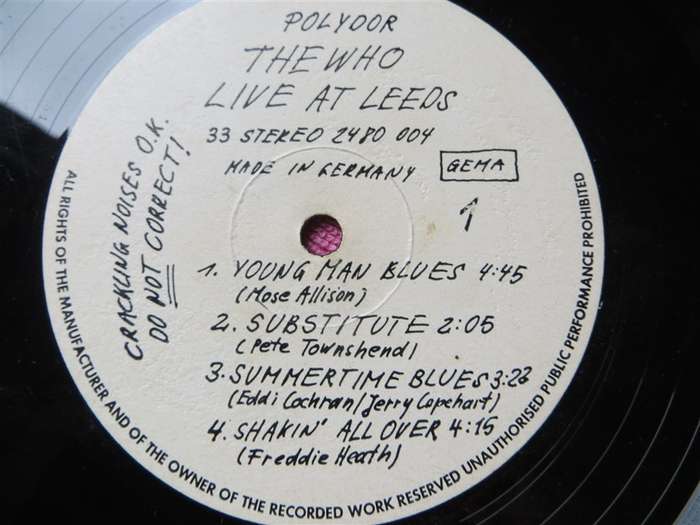 POLYDOR
THE WHO
LIVE AT LEEDS
33 STEREO 2480 004
MADE IN GERMANY GEMA
1
CRACKLING NOISES O.K.
DO NOT CORRECT!
1. YOUNG MAN BLUES 4:45
(Mose Allison)
2. SUBSTITUTE 2:05
(Pete Townshend)
3. SUMMERTIME BLUES 3:23
(Eddi Cochran/Jerry Capehart)
4. SHAKIN' ALL OVER 4:15
(Freddie Heath)
ALL RIGHTS OF THE MANUFACTURER AND OF THE OWNER OF THE RECORDED WORK RESERVED UNAUTHORISED PUBLIC PERFORMANCE PROHIBITED